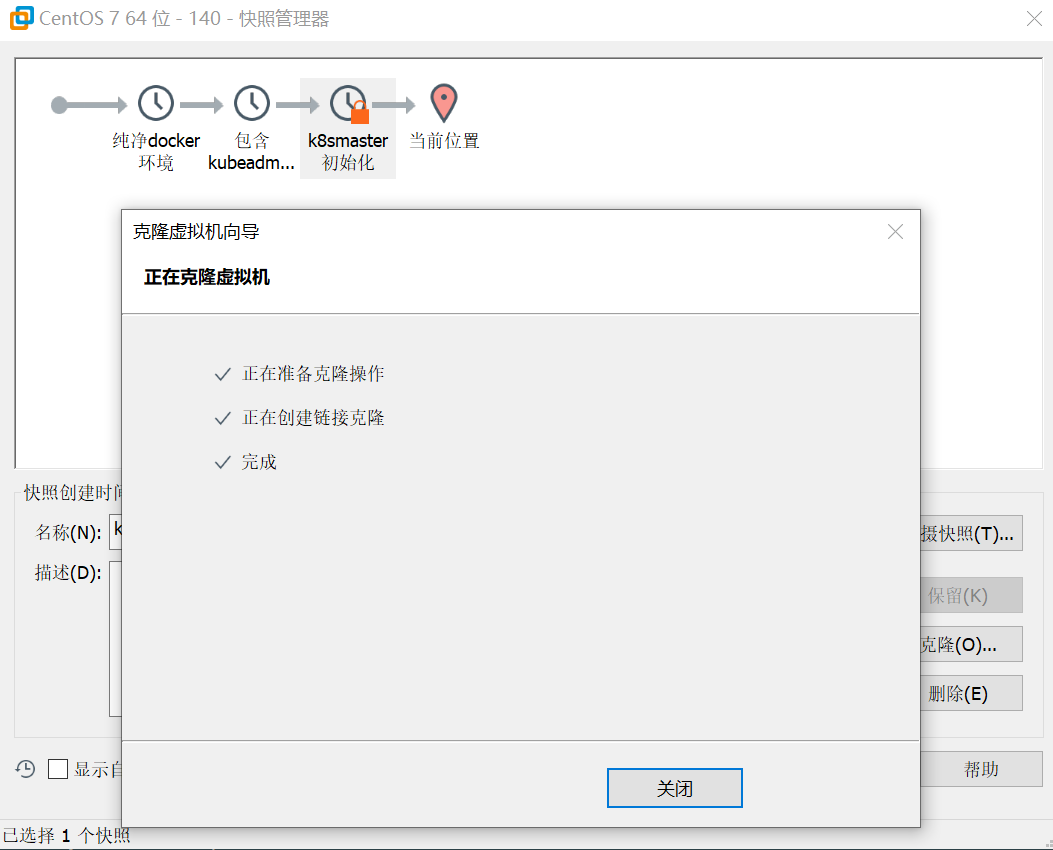 CentOS 7 64 位 - 140 - 快照管理器
纯净docker
环境
包含
kubeadm...
k8smaster
初始化
当前位置
克隆虚拟机向导
正在克隆虚拟机
正在准备克隆操作
正在创建链接克隆
完成
关闭
快照创建时间
名称(N):
描述(D):
摄快照(T)...
保留(K)
克隆(O)...
删除(E)
显示自
帮助
已选择 1 个快照